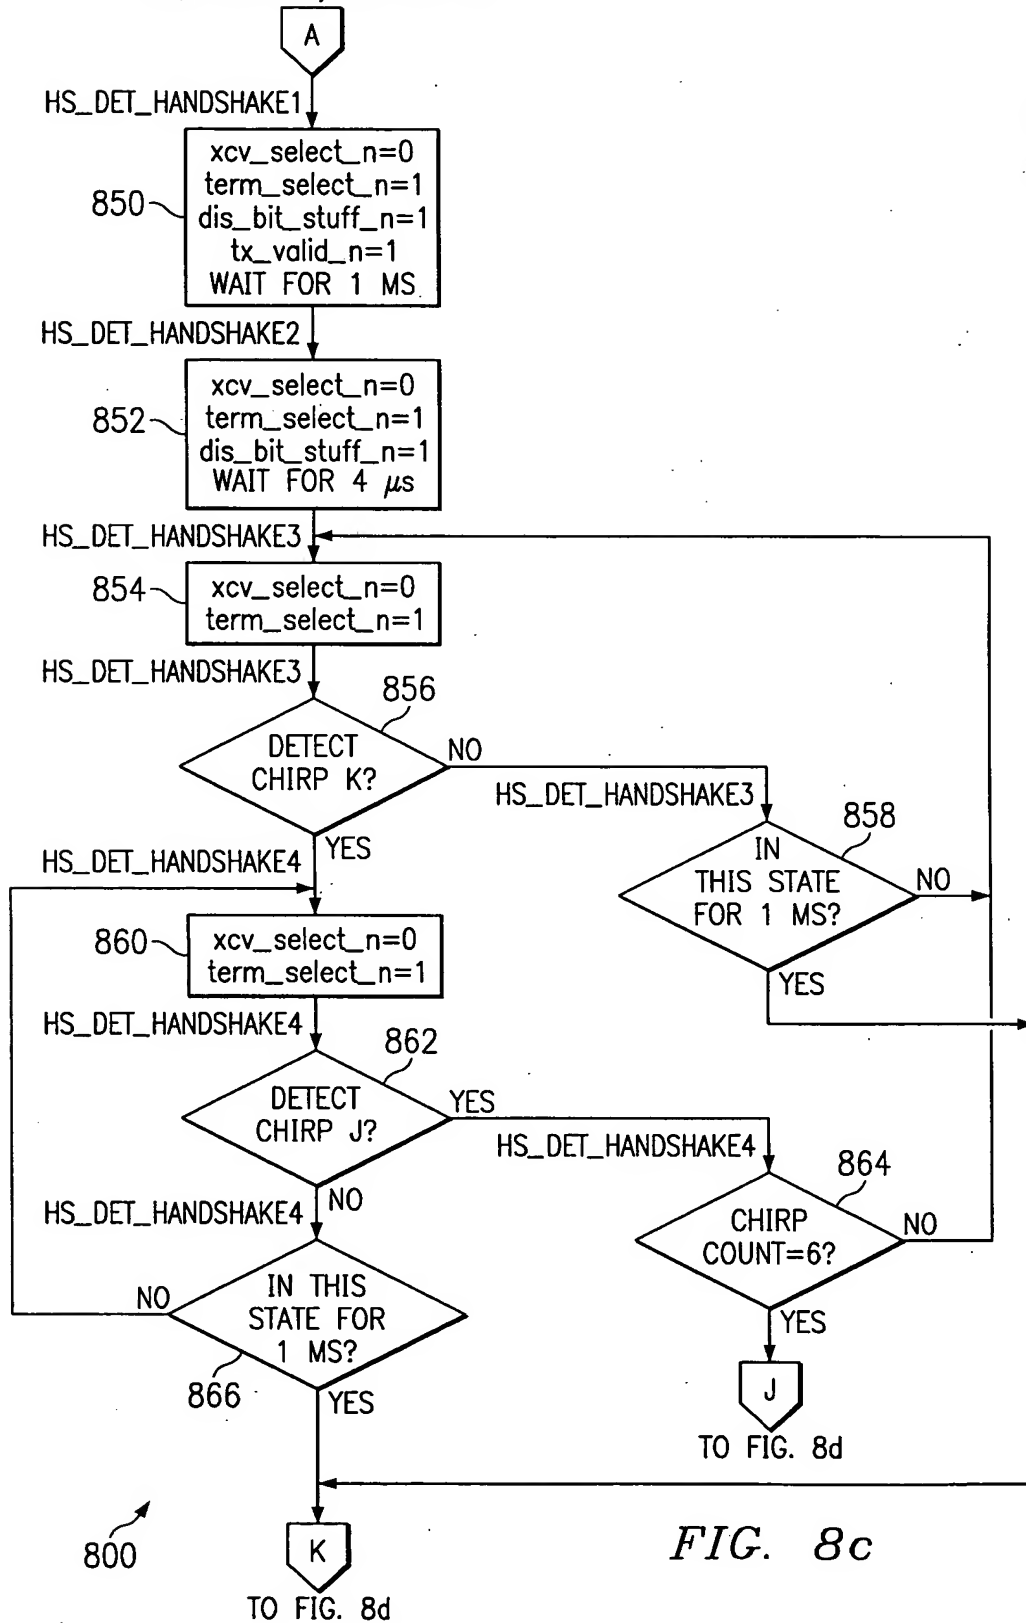 A
HS_DET_HANDSHAKE1
xcv_select_n=0
term_select_n=1
850
dis_bit_stuff_n=1
tx_valid_n=1
WAIT FOR 1 MS
HS_DET_HANDSHAKE2
xcv_select_n=0
852
term_select_n=1
dis_bit_stuff_n=1
WAIT FOR 4 μs
HS_DET_HANDSHAKE3
854
xcv_select_n=0
term_select_n=1
HS_DET_HANDSHAKE3
856
DETECT
CHIRP K?
NO
HS_DET_HANDSHAKE3
858
YES
IN
THIS STATE
FOR 1 MS?
NO
YES
HS_DET_HANDSHAKE4
860
xcv_select_n=0
term_select_n=1
HS_DET_HANDSHAKE4
862
DETECT
CHIRP J?
YES
HS_DET_HANDSHAKE4
864
NO
CHIRP
COUNT=6?
NO
YES
HS_DET_HANDSHAKE4
IN THIS
STATE FOR
1 MS?
NO
866
YES
J
TO FIG. 8d
800
K
TO FIG. 8d
FIG. 8c